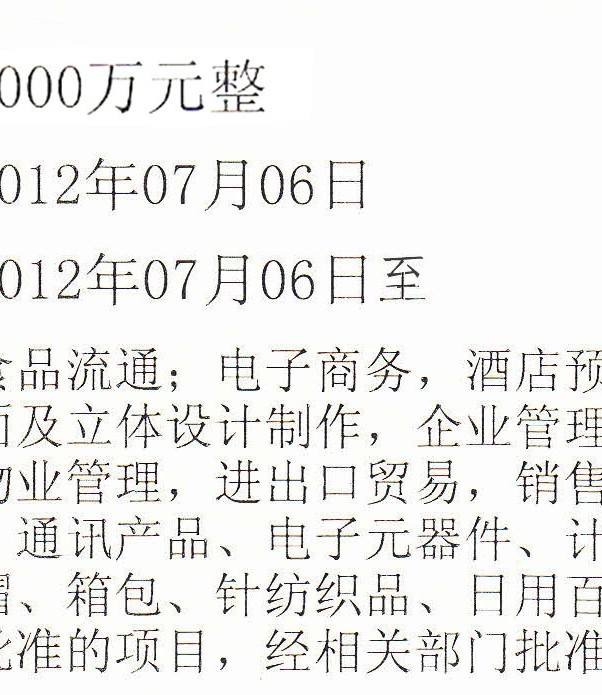 000万元整
012年07月06日
012年07月06日至
食品流通；电子商务，酒店预
面及立体设计制作，企业管理
物业管理，进出口贸易，销售
通讯产品、电子元器件、计
帽、箱包、针纺织品、日用百
批准的项目，经相关部门批准